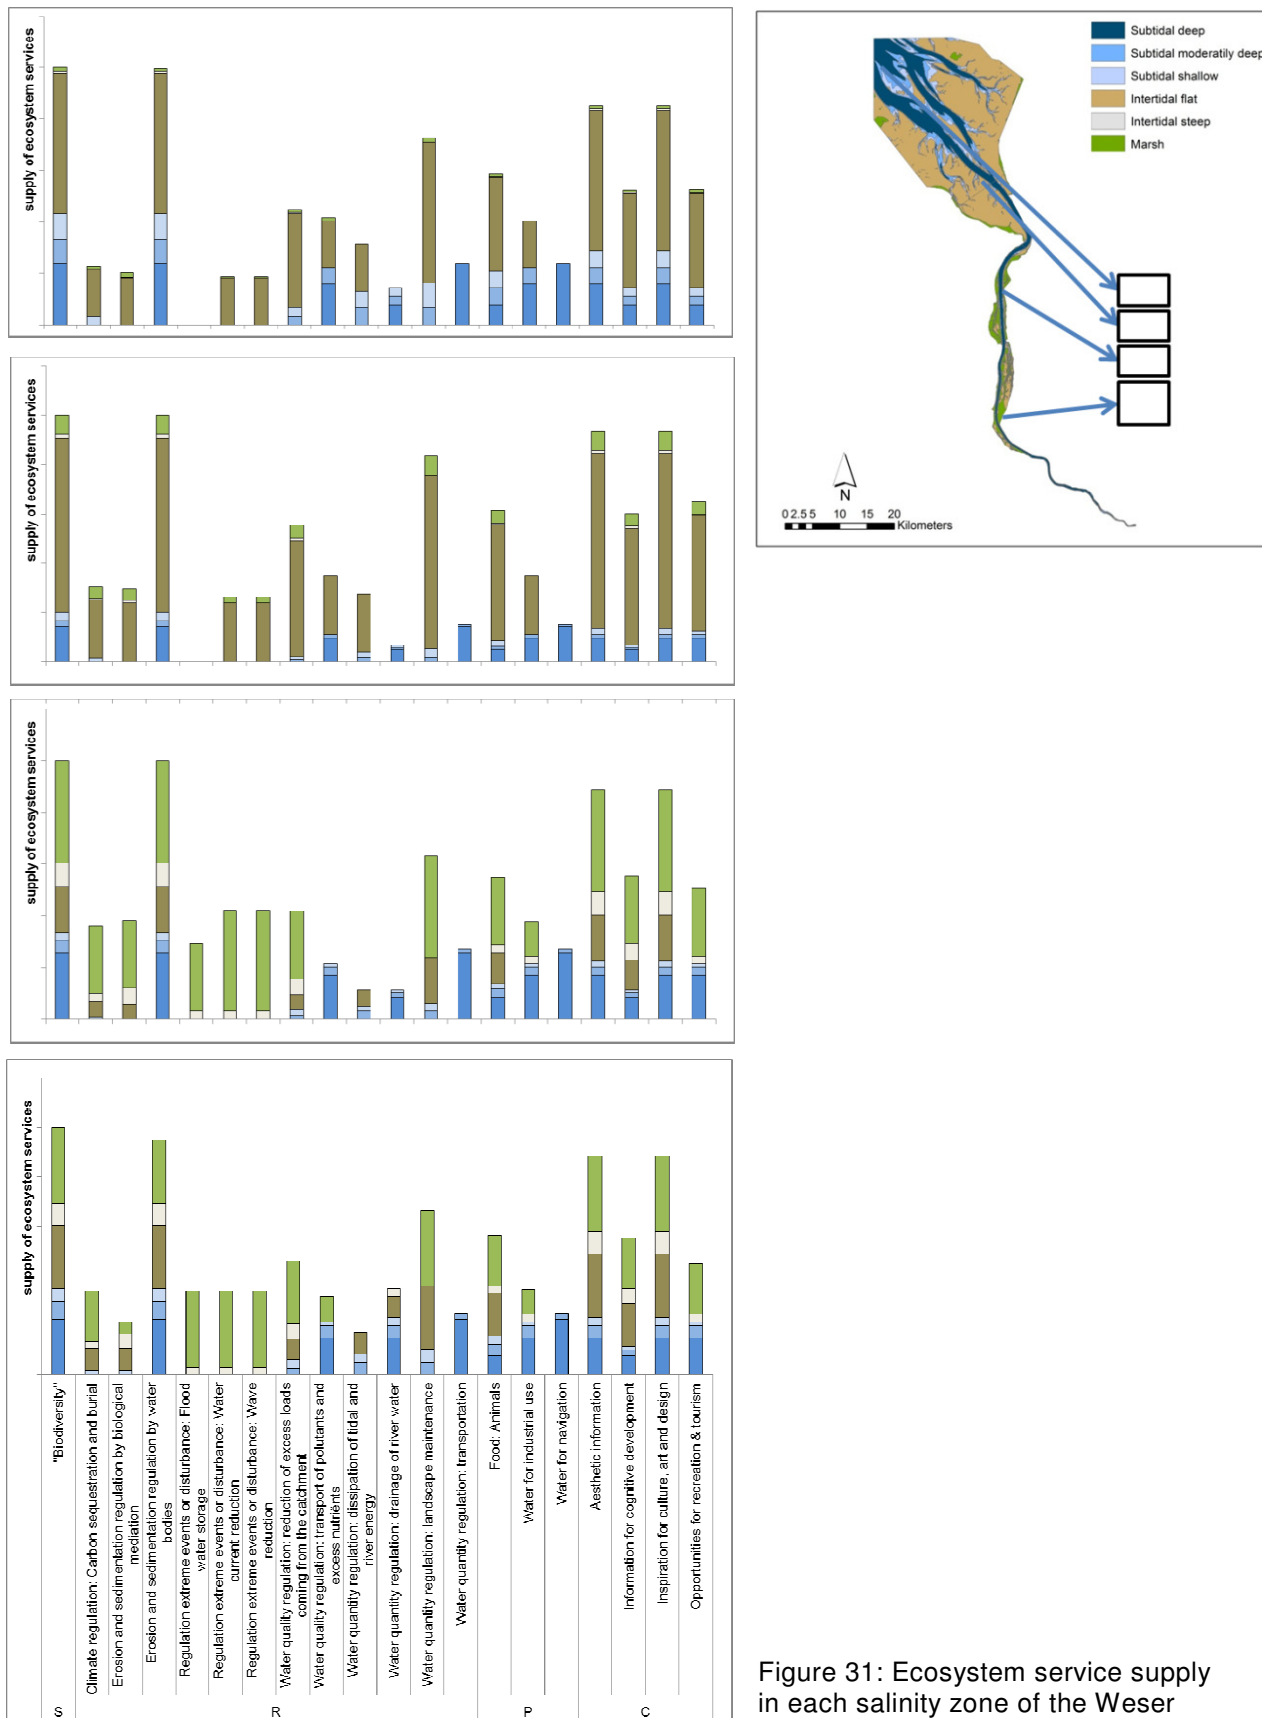 supply of ecosystem services
supply of ecosystem services
supply of ecosystem services
supply of ecosystem services
"Biodiversity"
Climate regulation: Carbon sequestration and burial
Erosion and sedimentation regulation by biological
mediation
Erosion and sedimentation regulation by water
bodies
Regulation extreme events or disturbance: Flood
water storage
Regulation extreme events or disturbance: Water
current reduction
Regulation extreme events or disturbance: Wave
reduction
Water quality regulation: reduction of excess loads
coming from the catchment
Water quality regulation: transport of polutants and
excess nutriënts
Water quantity regulation: dissipation of tidal and
river energy
Water quantity regulation: drainage of river water
Water quantity regulation: landscape maintenance
Water quantity regulation: transportation
Food: Animals
Water for industrial use
Water for navigation
Aesthetic information
Information for cognitive development
Inspiration for culture, art and design
Opportunities for recreation & tourism
S R P C
Subtidal deep
Subtidal moderatily deep
Subtidal shallow
Intertidal flat
Intertidal steep
Marsh
N
0 2.5 5 10 15 20
Kilometers
Figure 31: Ecosystem service supply
in each salinity zone of the Weser